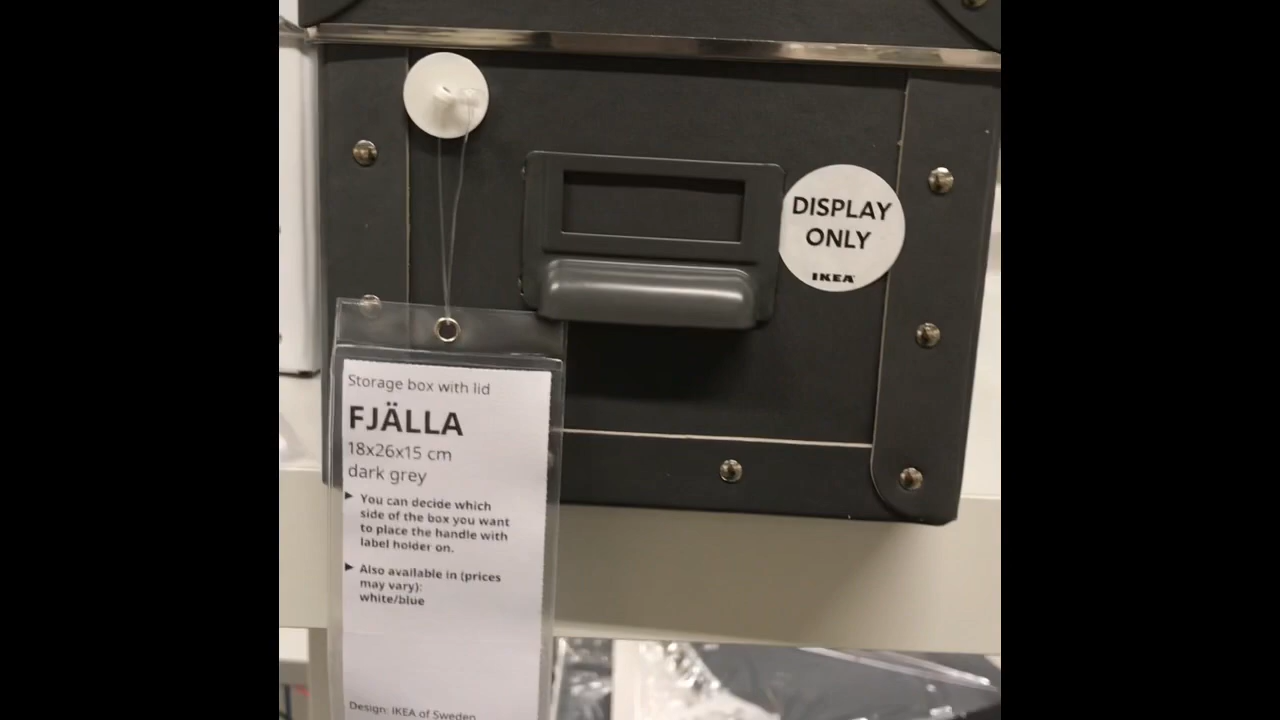 DISPLAY
ONLY
IKEA
Storage box with lid
FJÄLLA
18x26x15 cm
dark grey
You can decide which
side of the box you want
to place the handle with
label holder on.
Also available in (prices
may vary):
white/blue
Design: IKEA of Sweden